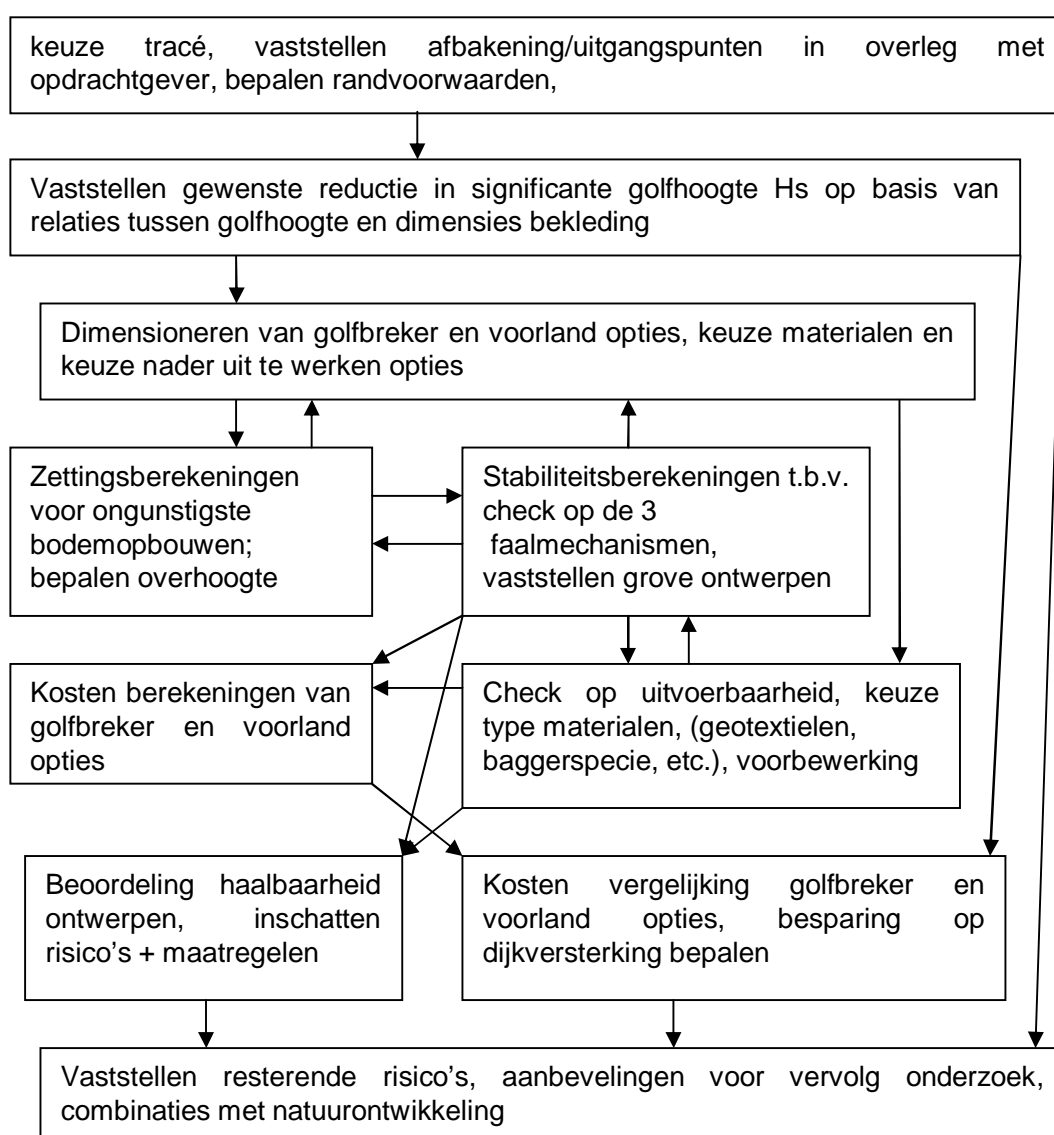 keuze tracé, vaststellen afbakening/uitgangspunten in overleg met
opdrachtgever, bepalen randvoorwaarden,
Vaststellen gewenste reductie in significante golfhoogte Hs op basis van
relaties tussen golfhoogte en dimensies bekleding
Dimensioneren van golfbreker en voorland opties, keuze materialen en
keuze nader uit te werken opties
Zettingsberekeningen
voor ongunstigste
bodemopbouwen;
bepalen overhoogte
Stabiliteitsberekeningen t.b.v.
check op de 3
faalmechanismen,
vaststellen grove ontwerpen
Kosten berekeningen van
golfbreker en voorland
opties
Check op uitvoerbaarheid, keuze
type materialen, (geotextielen,
baggerspecie, etc.), voorbewerking
Beoordeling haalbaarheid
ontwerpen, inschatten
risico's + maatregelen
Kosten vergelijking golfbreker en
voorland opties, besparing op
dijkversterking bepalen
Vaststellen resterende risico's, aanbevelingen voor vervolg onderzoek,
combinaties met natuurontwikkeling